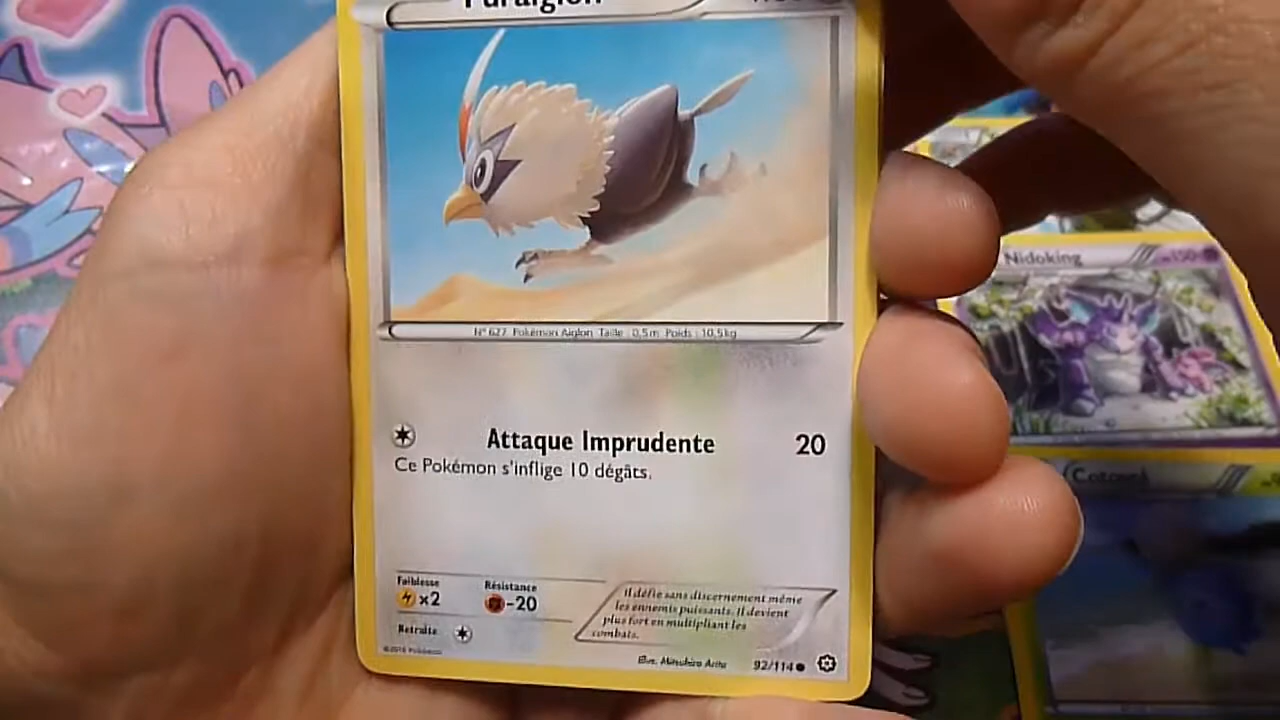 Furaiglon
N° 627 Pokémon Aiglon Taille : 0,5m Poids : 10,5kg
Attaque Imprudente 20
Ce Pokémon s'inflige 10 dégâts.
Faiblesse Résistance
x2 -20
Retraite
Il défie sans discernement même
les ennemis puissants. Il devient
plus fort en multipliant les
combats.
Illus. Mitsuhiro Arita 92/114
Nidoking